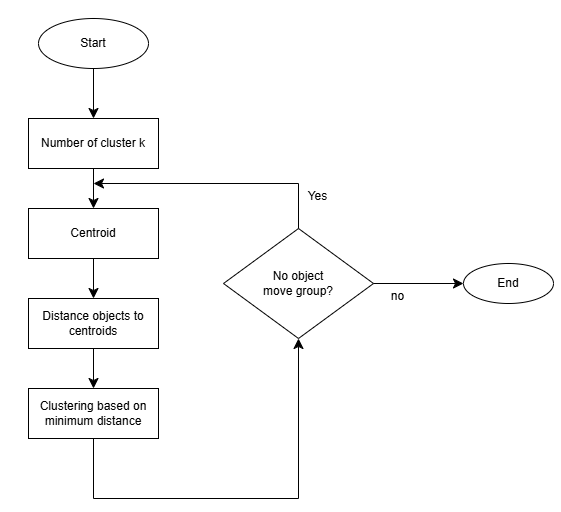 Start
Number of cluster k
Yes
Centroid
No object
move group?
End
no
Distance objects to
centroids
Clustering based on
minimum distance